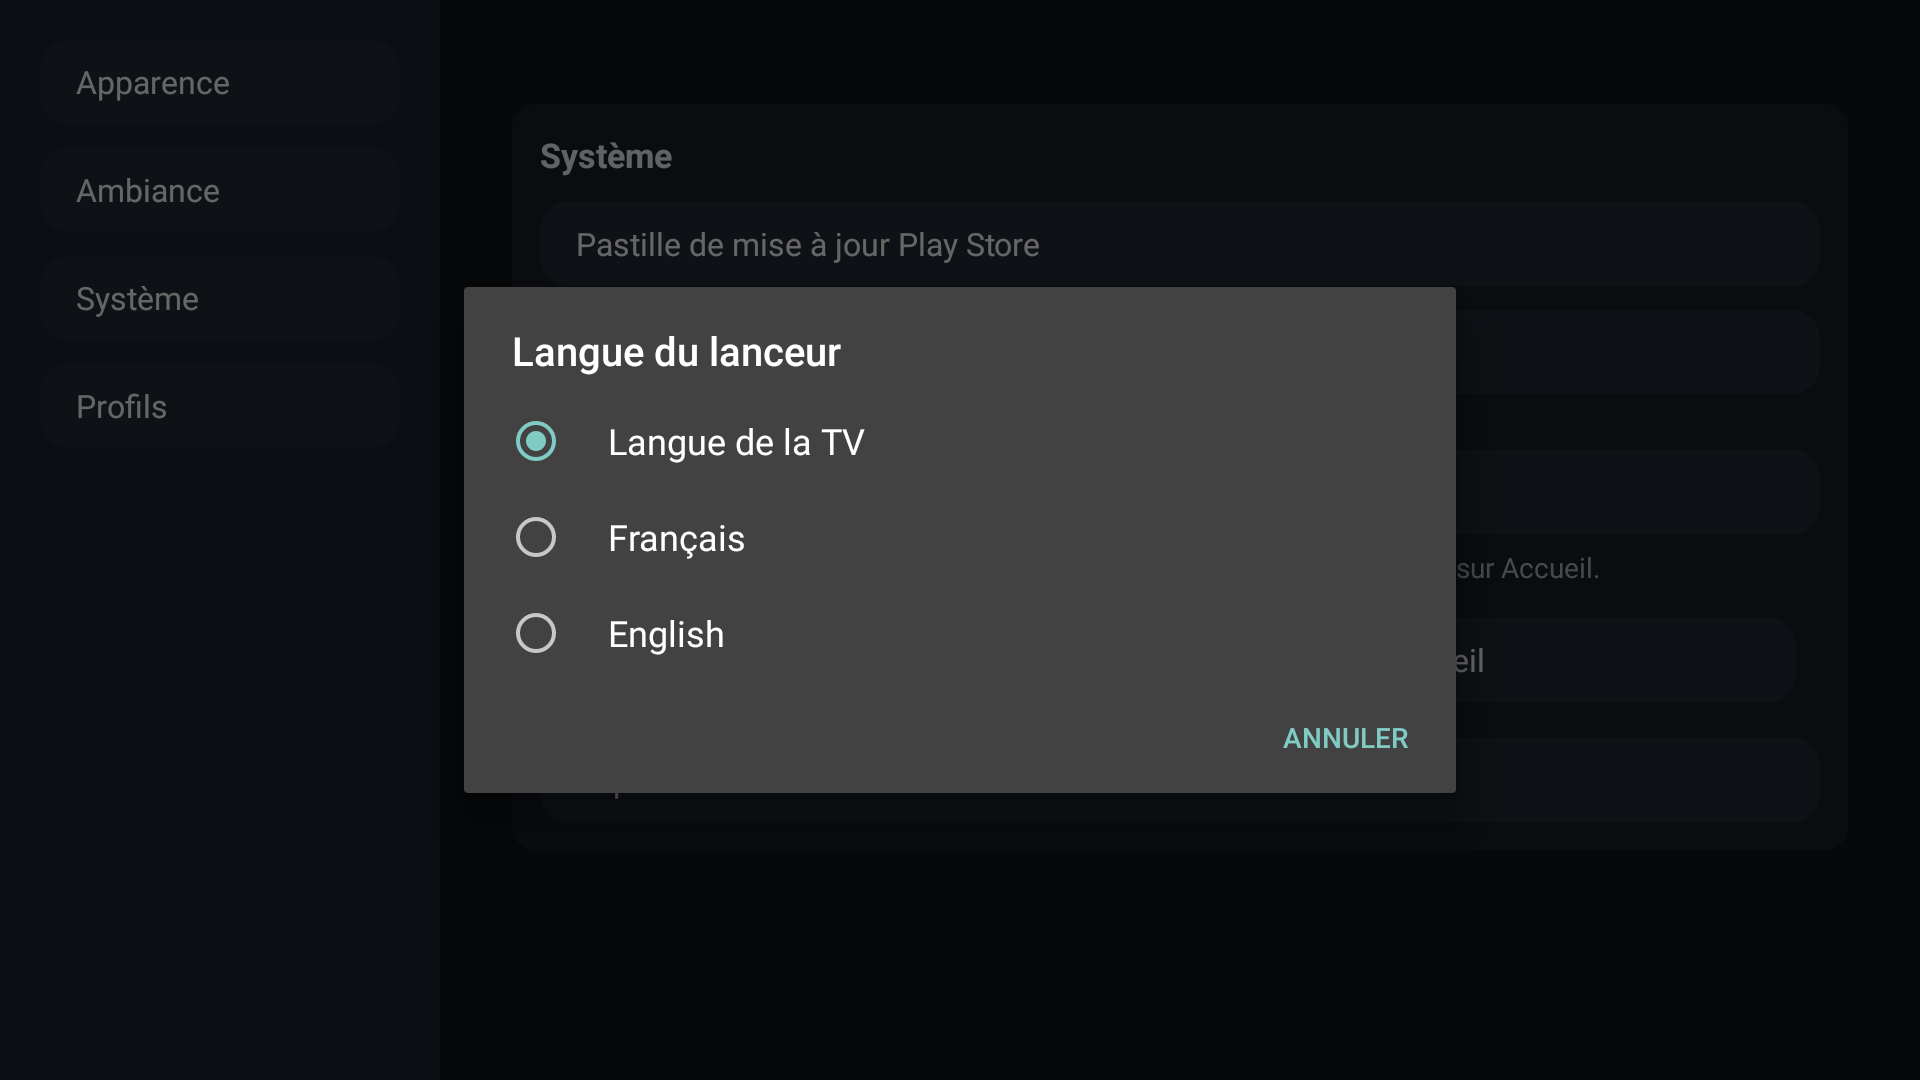 Apparence
Ambiance
Système
Profils
Système
Pastille de mise à jour Play Store
Langue du lanceur
Langue de la TV
Français
English
ANNULER
sur Accueil.